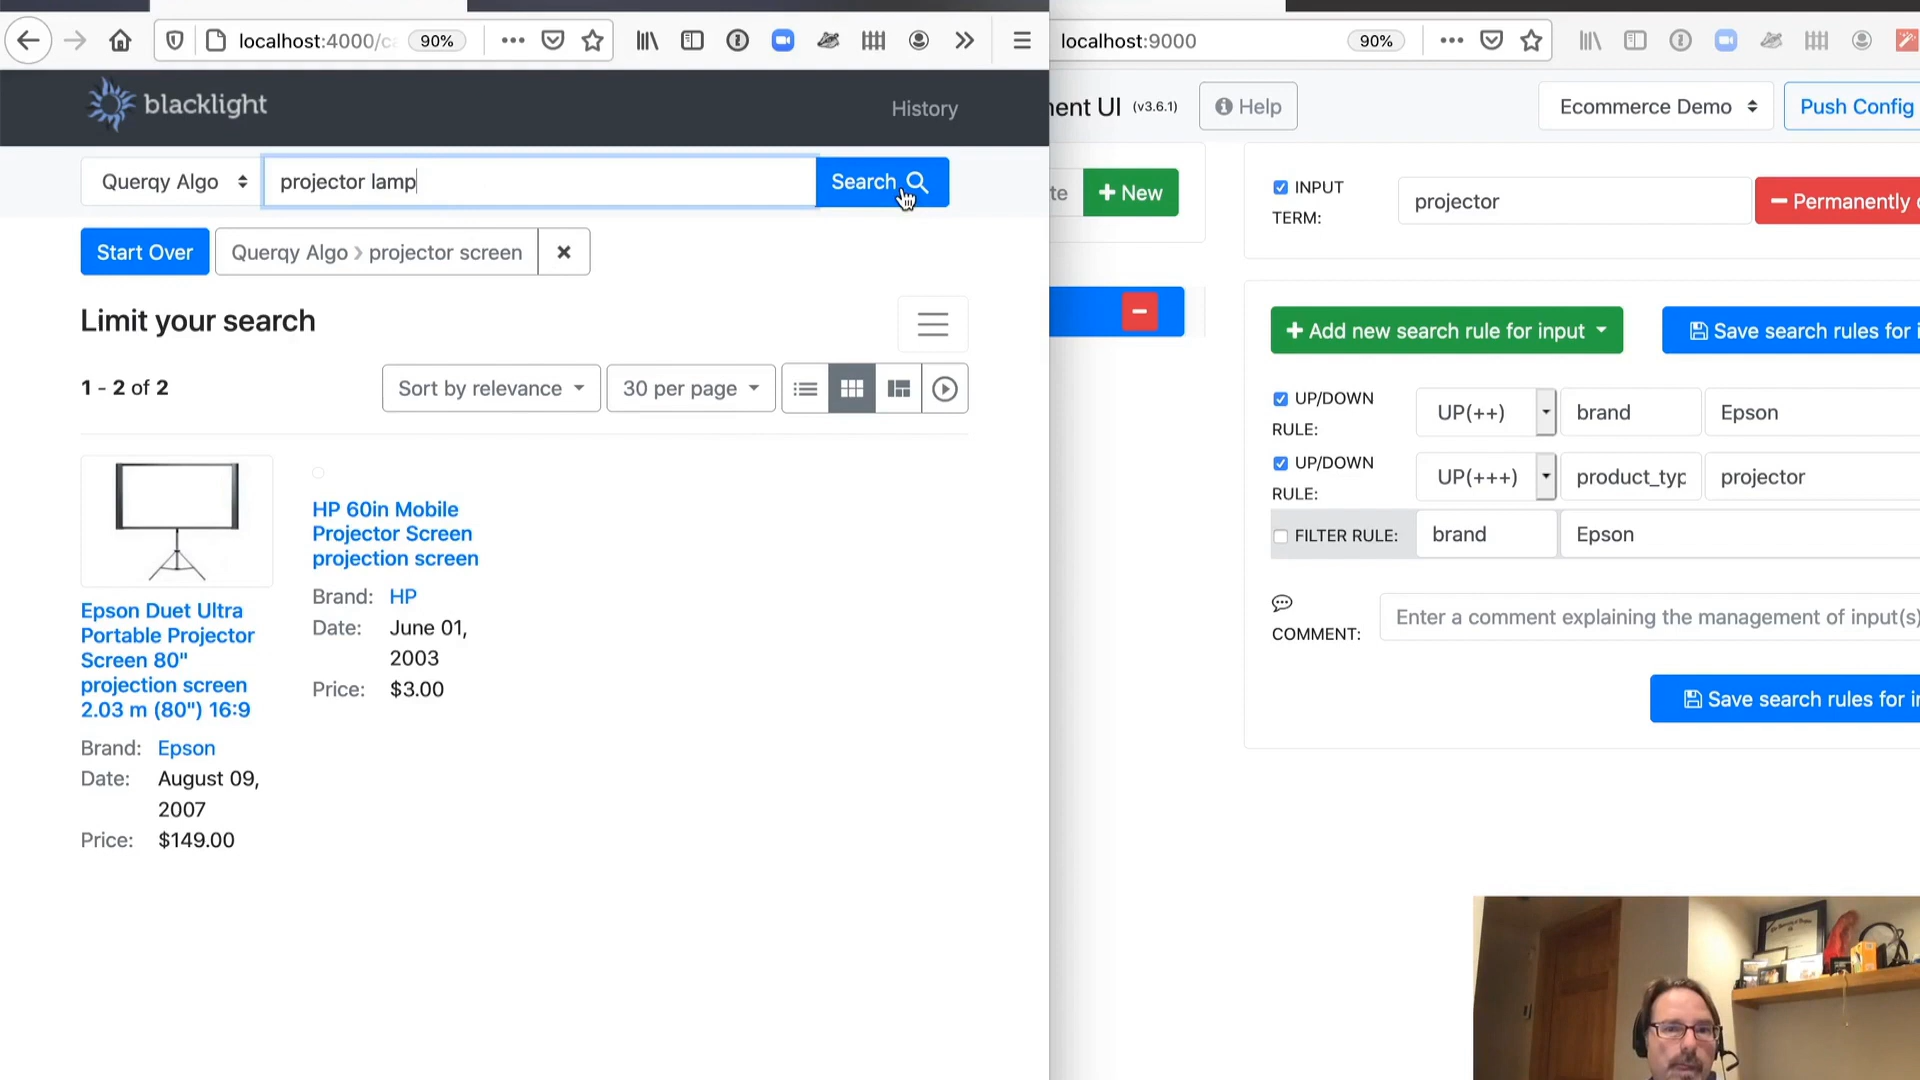 localhost:4000/c
90%
localhost:9000
90%
blacklight
History
ent UI (v3.6.1)
Help
Ecommerce Demo
Push Config
Querqy Algo
projector lamp
Search
te
New
INPUT
TERM:
projector
Permanently
Start Over
Querqy Algo
projector screen
Limit your search
Add new search rule for input
Save search rules for i
1 - 2 of 2
Sort by relevance
30 per page
UP/DOWN
RULE:
UP(++)
brand
Epson
UP/DOWN
RULE:
UP(+++)
product_typ
projector
FILTER RULE:
brand
Epson
COMMENT:
Enter a comment explaining the management of input(s)
Save search rules for i
Epson Duet Ultra
Portable Projector
Screen 80"
projection screen
2.03 m (80") 16:9
Brand: Epson
Date: August 09,
2007
Price: $149.00
HP 60in Mobile
Projector Screen
projection screen
Brand: HP
Date: June 01,
2003
Price: $3.00